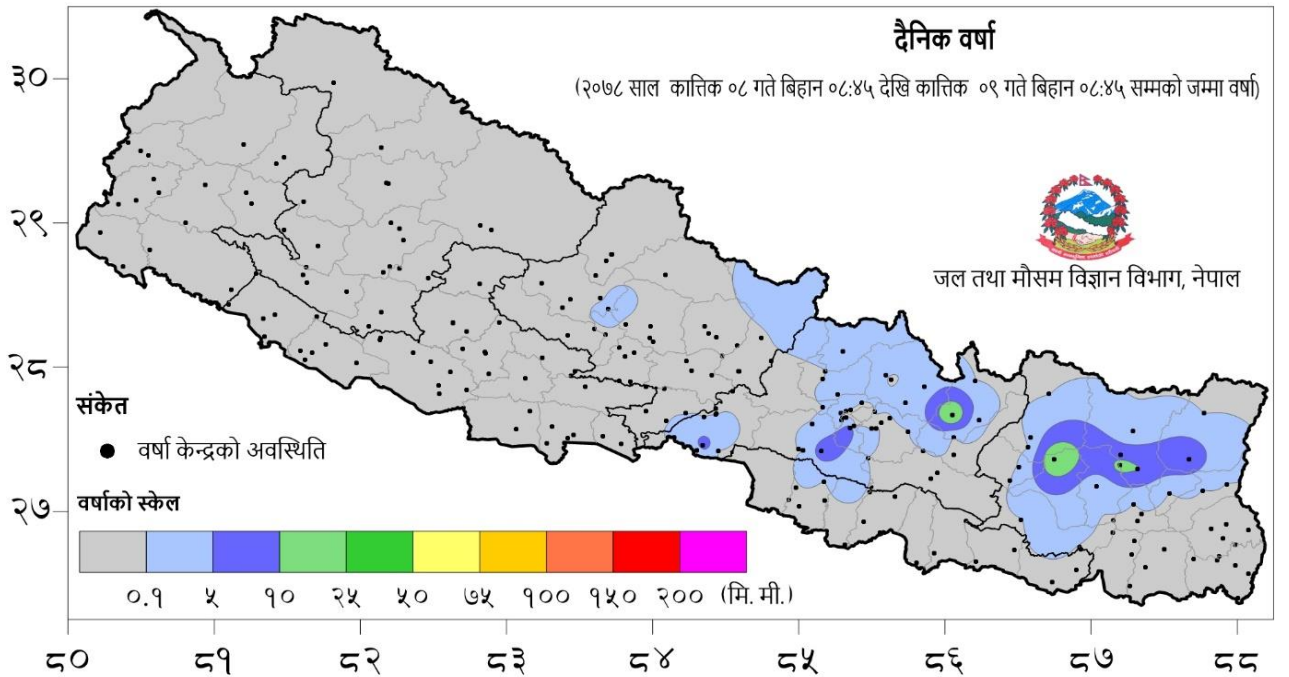 दैनिक वर्षा
(२०७८ साल कात्तिक ०८ गते बिहान ०८:४५ देखि कात्तिक ०९ गते बिहान ०८:४५ सम्मको जम्मा वर्षा)
३०
२९
जल तथा मौसम विज्ञान विभाग, नेपाल
२८
संकेत
वर्षा केन्द्रको अवस्थिति
वर्षाको स्केल
२७
०.१ ५ १० २५ ५० ७५ १०० १५० २०० (मि. मी.)
८० ८१ ८२ ८३ ८४ ८५ ८६ ८७ ८८